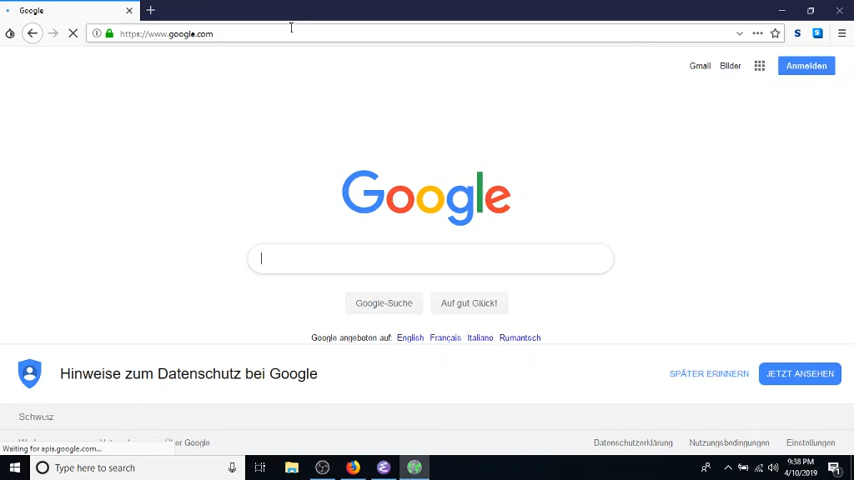 Google
https://www.google.com
S
S
Gmail Bilder Anmelden
Google
Google-Suche Auf gut Glück!
Google angeboten auf: English Français Italiano Rumantsch
Hinweise zum Datenschutz bei Google
SPÄTER ERINNERN JETZT ANSEHEN
Schweiz
Über Google Datenschutzerklärung Nutzungsbedingungen Einstellungen
Waiting for apis.google.com...
Type here to search
9:38 PM
4/10/2019